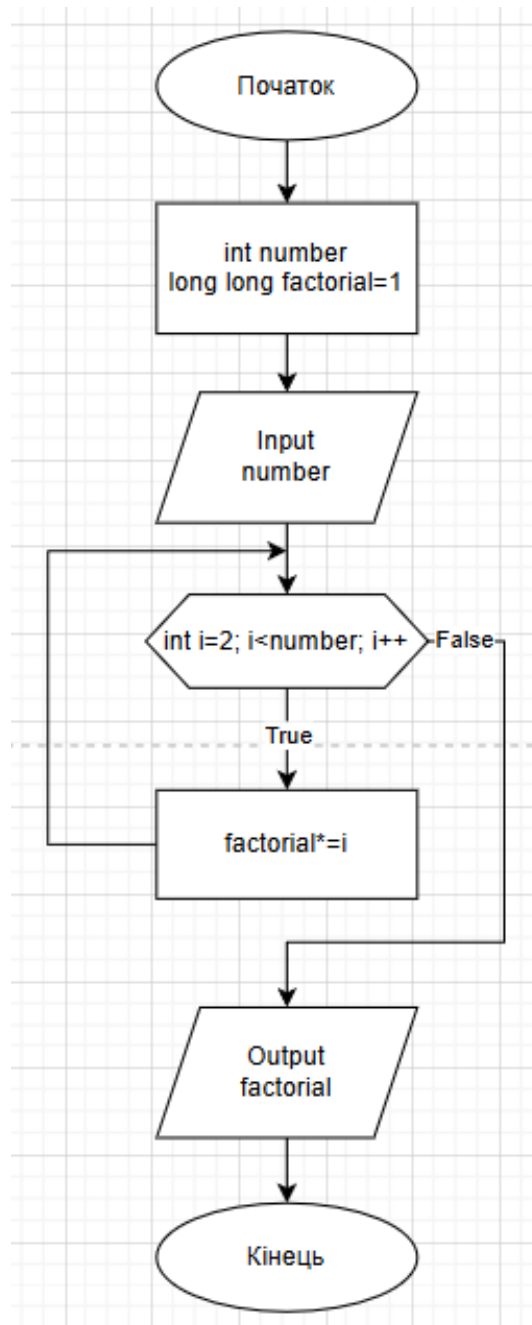 Початок
int number
long long factorial=1
Input
number
int i=2; i<number; i++
False
True
factorial*=i
Output
factorial
Кінець